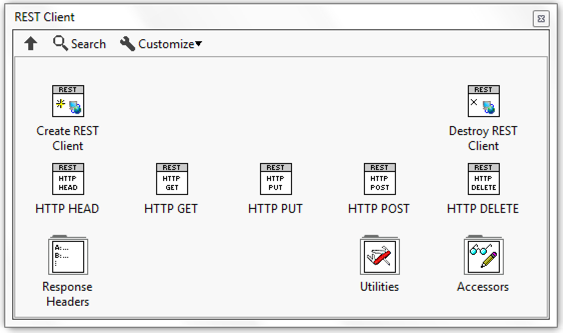 REST Client
Search Customize▾
REST REST
Create REST Client Destroy REST Client
REST REST REST REST REST
HTTP HEAD HTTP GET HTTP PUT HTTP POST HTTP DELETE
HTTP HEAD HTTP GET HTTP PUT HTTP POST HTTP DELETE
A:...
B:...
Response Headers Utilities Accessors